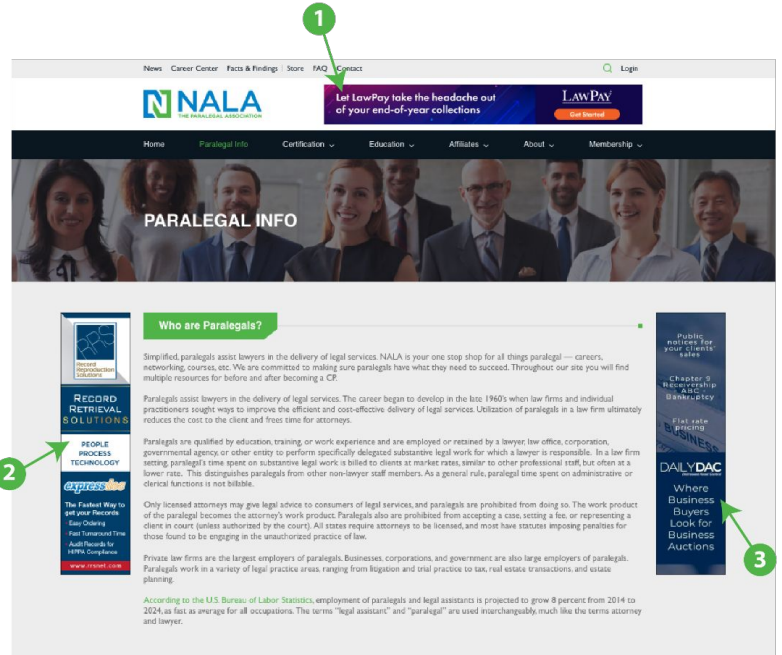 1
News Career Center Facts & Findings Store FAQ Contact Login
NALA
THE PARALEGAL ASSOCIATION
Let LawPay take the headache out
of your end-of-year collections
LAWPAY
Get Started
Home Paralegal Info Certification Education Affiliates About Membership
PARALEGAL INFO
RRS
Record
Reproduction
Solutions
RECORD
RETRIEVAL
SOLUTIONS
PEOPLE
PROCESS
TECHNOLOGY
expressdoc
The Fastest Way to
get your Records
Easy Ordering
Fast Turnaround Time
Audit Records for
HIPPA Compliance
www.rrsnet.com
2
Who are Paralegals?
Simplified, paralegals assist lawyers in the delivery of legal services. NALA is your one stop shop for all things paralegal — careers,
networking, courses, etc. We are committed to making sure paralegals have what they need to succeed. Throughout our site you will find
multiple resources for before and after becoming a CP.
Paralegals assist lawyers in the delivery of legal services. The career began to develop in the late 1960's when law firms and individual
practitioners sought ways to improve the efficient and cost-effective delivery of legal services. Utilization of paralegals in a law firm ultimately
reduces the cost to the client and frees time for attorneys.
Paralegals are qualified by education, training, or work experience and are employed or retained by a lawyer, law office, corporation,
governmental agency, or other entity to perform specifically delegated substantive legal work for which a lawyer is responsible. In a law firm
setting, paralegal's time spent on substantive legal work is billed to clients at market rates, similar to other professional staff, but often at a
lower rate. This distinguishes paralegals from other non-lawyer staff members. As a general rule, paralegal time spent on administrative or
clerical functions is not billable.
Only licensed attorneys may give legal advice to consumers of legal services, and paralegals are prohibited from doing so. The work product
of the paralegal becomes the attorney's work product. Paralegals also are prohibited from accepting a case, setting a fee, or representing a
client in court (unless authorized by the court). All states require attorneys to be licensed, and most have statutes imposing penalties for
those found to be engaging in the unauthorized practice of law.
Private law firms are the largest employers of paralegals. Businesses, corporations, and government are also large employers of paralegals.
Paralegals work in a variety of legal practice areas, ranging from litigation and trial practice to tax, real estate transactions, and estate
planning.
According to the U.S. Bureau of Labor Statistics, employment of paralegals and legal assistants is projected to grow 8 percent from 2014 to
2024, as fast as average for all occupations. The terms "legal assistant" and "paralegal" are used interchangeably, much like the terms attorney
and lawyer.
Public
notices for
your clients'
sales
Chapter 9
Receivership
ABC
Bankruptcy
Flat rate
pricing
BUSINESS
DAILYDAC
Where
Business
Buyers
Look for
Business
Auctions
3